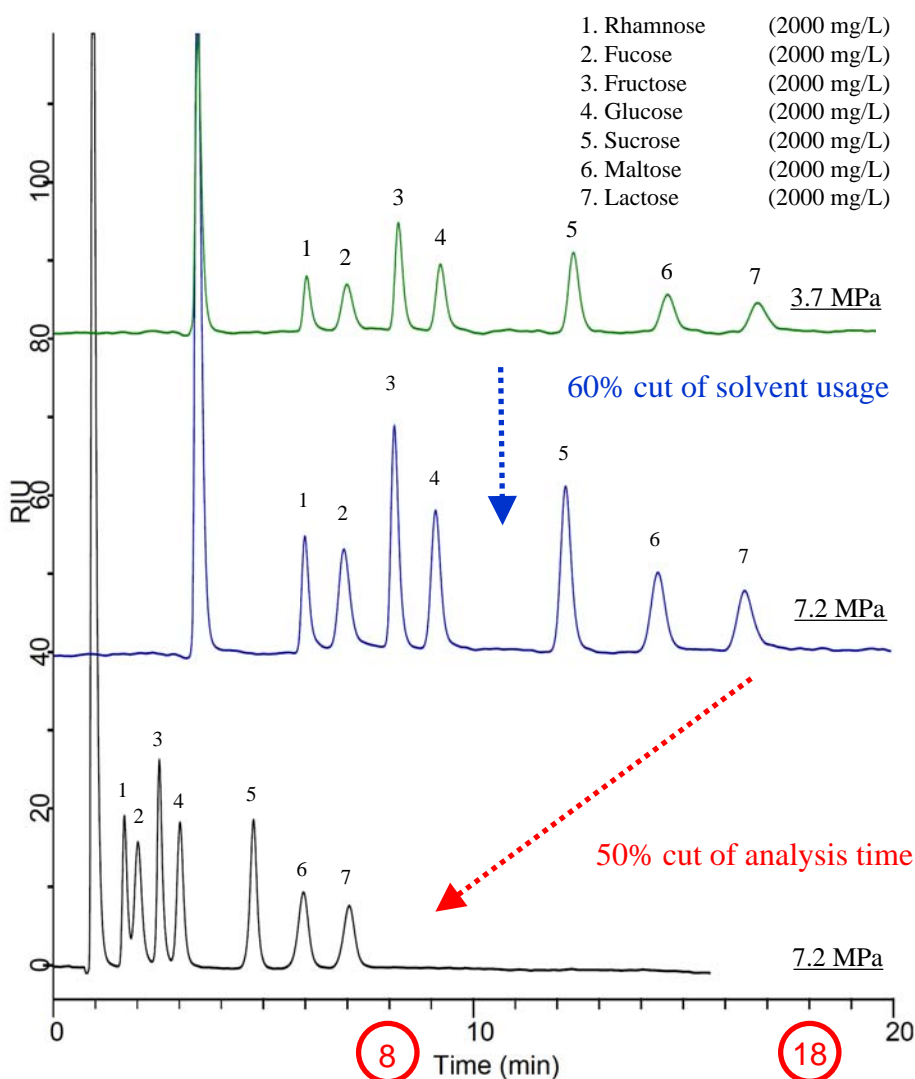 1. Rhamnose (2000 mg/L)
2. Fucose (2000 mg/L)
3. Fructose (2000 mg/L)
4. Glucose (2000 mg/L)
5. Sucrose (2000 mg/L)
6. Maltose (2000 mg/L)
7. Lactose (2000 mg/L)
100
80
60
40
20
0
RIU
1 2 3 4 5 6 7
3.7 MPa
60% cut of solvent usage
1 2 3 4 5 6 7
7.2 MPa
1 2 3 4 5 6 7
50% cut of analysis time
7.2 MPa
0 10 20
8 18
Time (min)